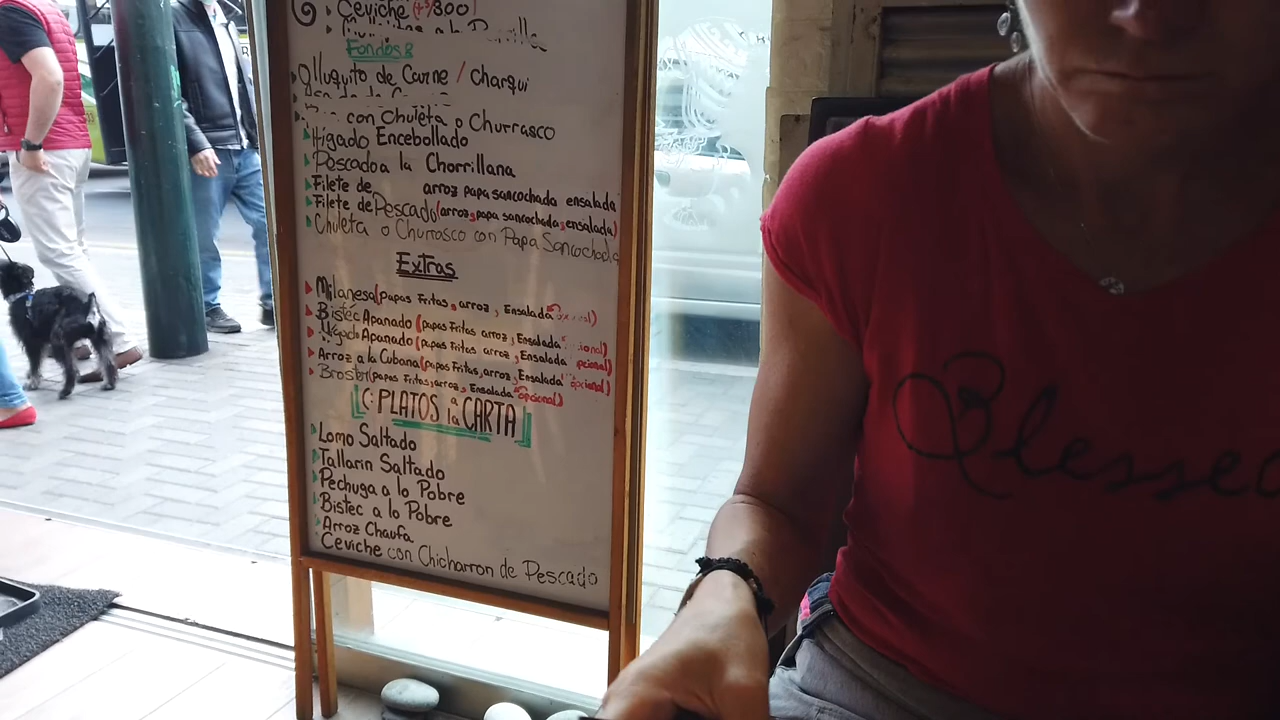 Ceviche (+5/800)
a la
Fondos
Olluquito de Carne / Charqui
con Chuleta o Churrasco
Higado Encebollado
Pescado a la Chorrillana
Filete de arroz papa sancochada ensalada
Filete de Pescado (arroz, papa sancochada, ensalada)
Chuleta o Churrasco con Papa Sancochada
Extras
Milanesa (papas Fritas, arroz, Ensalada
Bistec Apanado (papas Fritas arroz, Ensalada
Apanado (papas Fritas arroz, Ensalada
Arroz a la Cubana (papas Fritas, arroz, Ensalada opcional)
Broster (papas Fritas, arroz, Ensalada opcional)
PLATOS a la CARTA
Lomo Saltado
Tallarin Saltado
Pechuga a lo Pobre
Bistec a lo Pobre
Arroz Chaufa
Ceviche con Chicharron de Pescado
Blessed